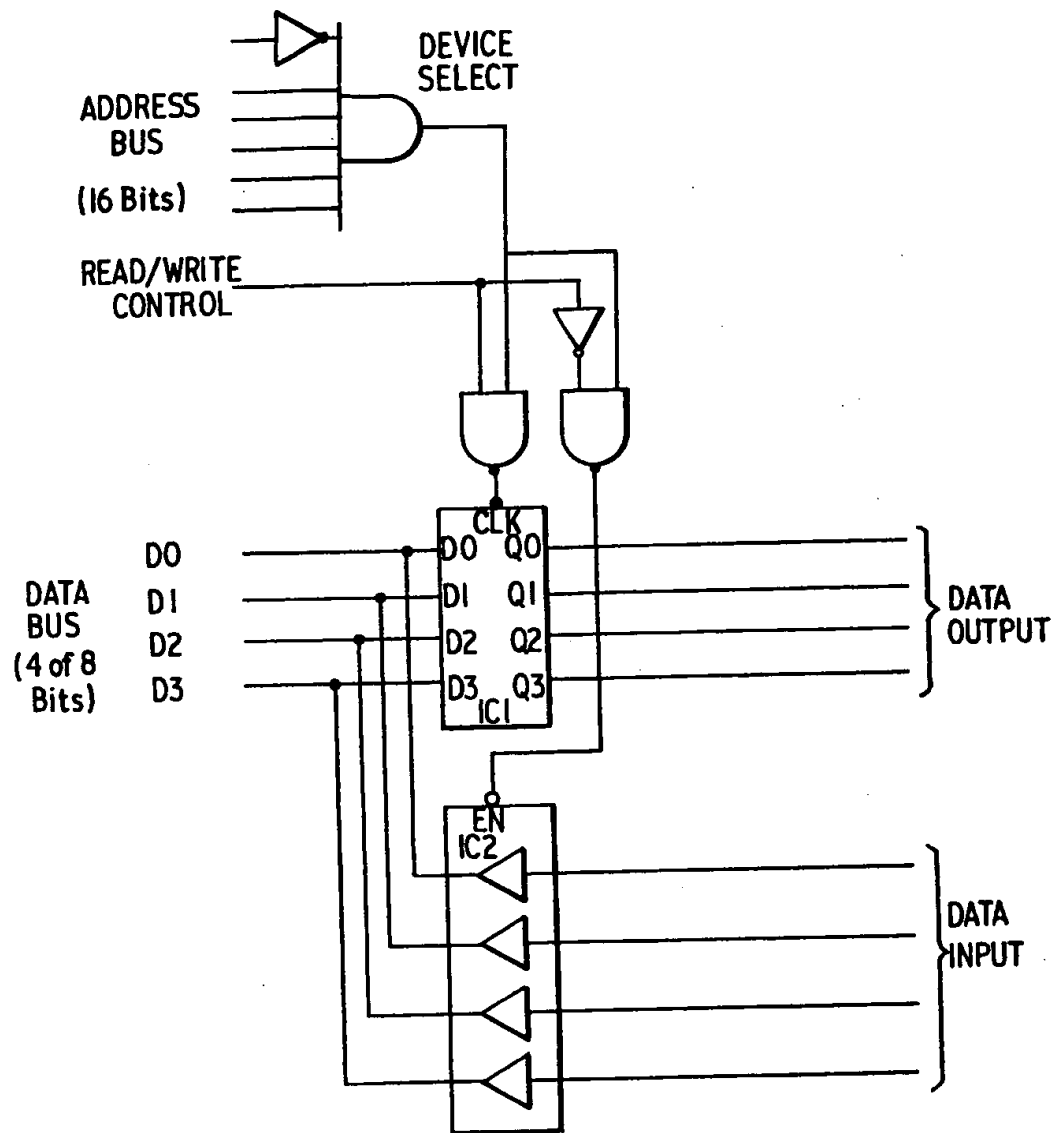 DEVICE
SELECT
ADDRESS
BUS
(16 Bits)
READ/WRITE
CONTROL
CLK
D0
D0
Q0
DATA
BUS
(4 of 8
Bits)
D1
D1
Q1
D2
D2
Q2
D3
D3
Q3
IC1
DATA
OUTPUT
EN
IC2
DATA
INPUT